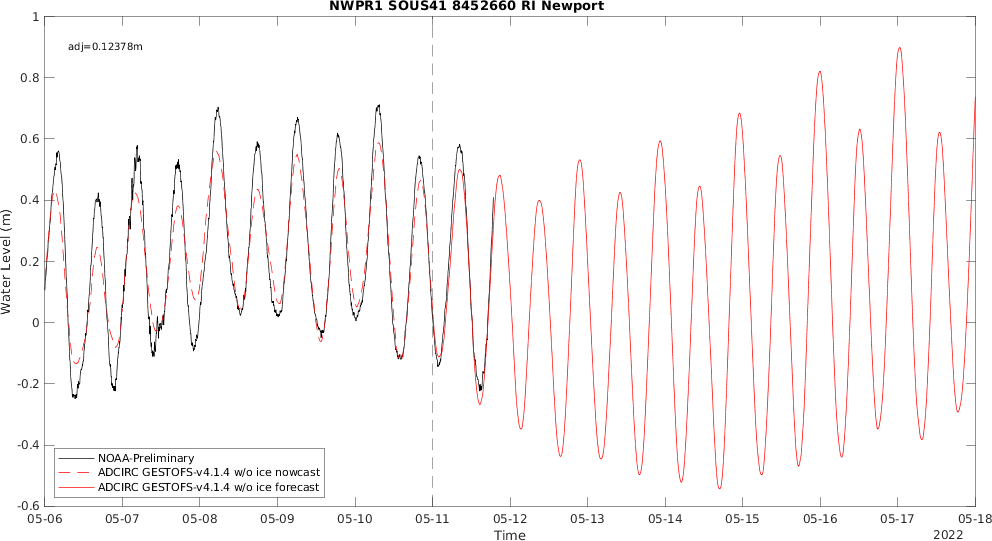 NWPR1 SOUS41 8452660 RI Newport
adj=0.12378m
Water Level (m)
1
0.8
0.6
0.4
0.2
0
-0.2
-0.4
-0.6
NOAA-Preliminary
ADCIRC GESTOFS-v4.1.4 w/o ice nowcast
ADCIRC GESTOFS-v4.1.4 w/o ice forecast
05-06 05-07 05-08 05-09 05-10 05-11 05-12 05-13 05-14 05-15 05-16 05-17 05-18
Time
2022